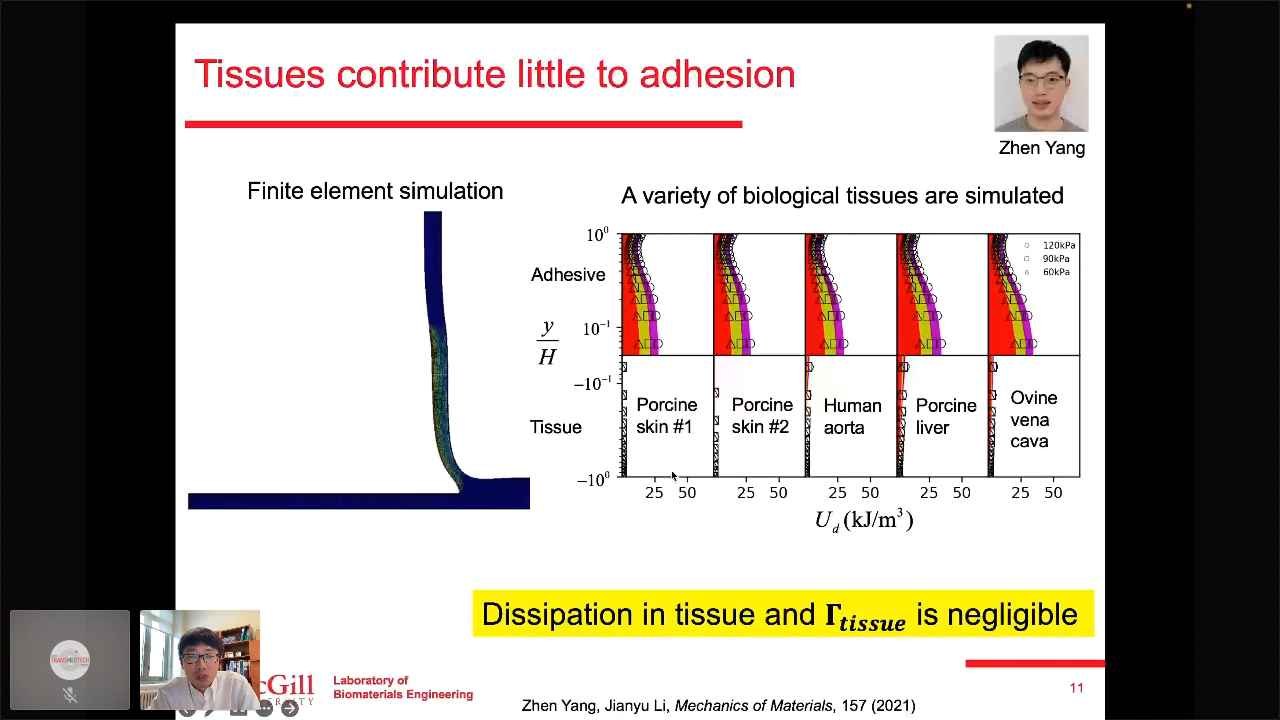 Tissues contribute little to adhesion
Zhen Yang
Finite element simulation
A variety of biological tissues are simulated
10⁰
Adhesive
10⁻¹
y
H
−10⁻¹
Tissue
−10⁰
120kPa
90kPa
60kPa
Porcine
skin #1
Porcine
skin #2
Human
aorta
Porcine
liver
Ovine
vena
cava
25 50 25 50 25 50 25 50 25 50
U_d (kJ/m³)
Dissipation in tissue and Γ_tissue is negligible
TRANSMEDTECH
Gill
Laboratory of
Biomaterials Engineering
11
Zhen Yang, Jianyu Li, Mechanics of Materials, 157 (2021)